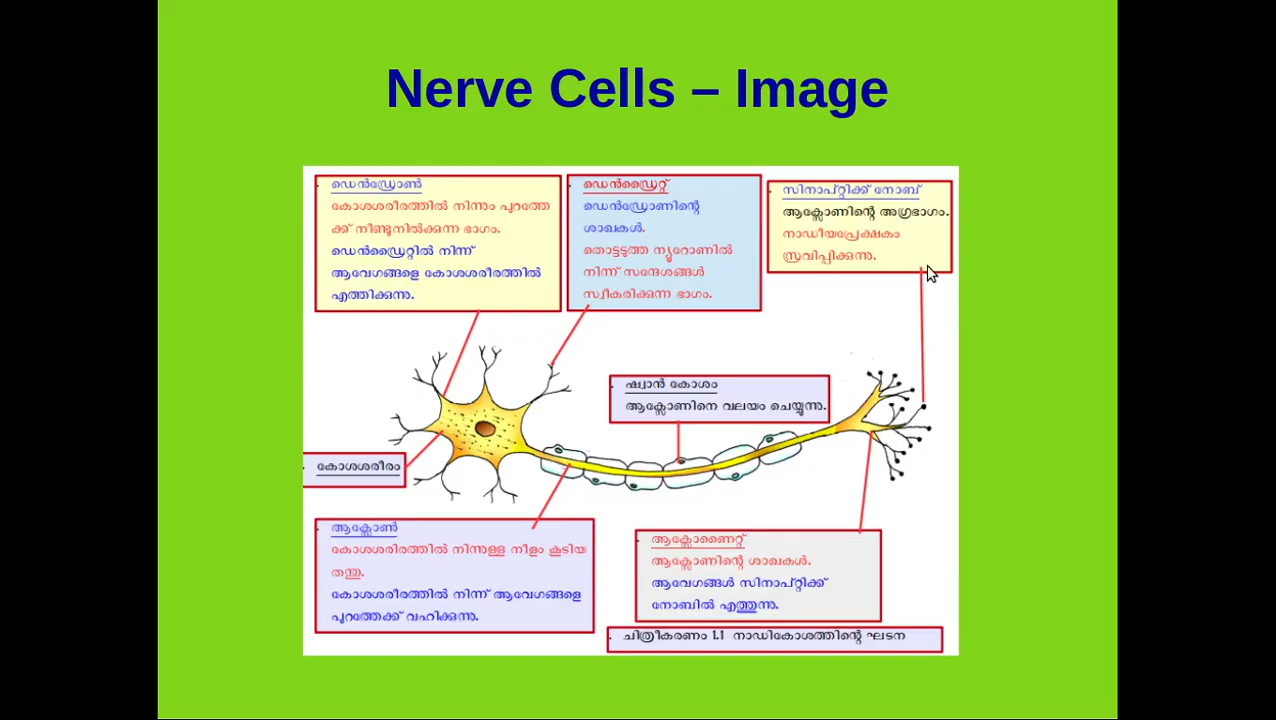 Nerve Cells – Image
ഡെൻഡ്രോൺ
കോശശരീരത്തിൽ നിന്നും പുറത്തേ
ക്ക് നീണ്ടുനിൽക്കുന്ന ഭാഗം.
ഡെൻഡ്രൈറ്റിൽ നിന്ന്
ആവേഗങ്ങളെ കോശശരീരത്തിൽ
എത്തിക്കുന്നു.
ഡെൻഡ്രൈറ്റ്
ഡെൻഡ്രോണിന്റെ
ശാഖകൾ.
തൊട്ടടുത്ത ന്യൂറോണിൽ
നിന്ന് സന്ദേശങ്ങൾ
സ്വീകരിക്കുന്ന ഭാഗം.
സിനാപ്റ്റിക്ക് നോബ്
ആക്സോണിന്റെ അഗ്രഭാഗം.
നാഡീയപ്രേക്ഷകം
സ്രവിപ്പിക്കുന്നു.
ഷ്വാൻ കോശം
ആക്സോണിനെ വലയം ചെയ്യുന്നു.
കോശശരീരം
ആക്സോൺ
കോശശരിരത്തിൽ നിന്നുള്ള നീളം കൂടിയ
തന്തു.
കോശശരീരത്തിൽ നിന്ന് ആവേഗങ്ങളെ
പുറത്തേക്ക് വഹിക്കുന്നു.
ആക്സോണൈറ്റ്
ആക്സോണിന്റെ ശാഖകൾ.
ആവേഗങ്ങൾ സിനാപ്റ്റിക്ക്
നോബിൽ എത്തുന്നു.
ചിത്രീകരണം 1.1 നാഡികോശത്തിന്റെ ഘടന